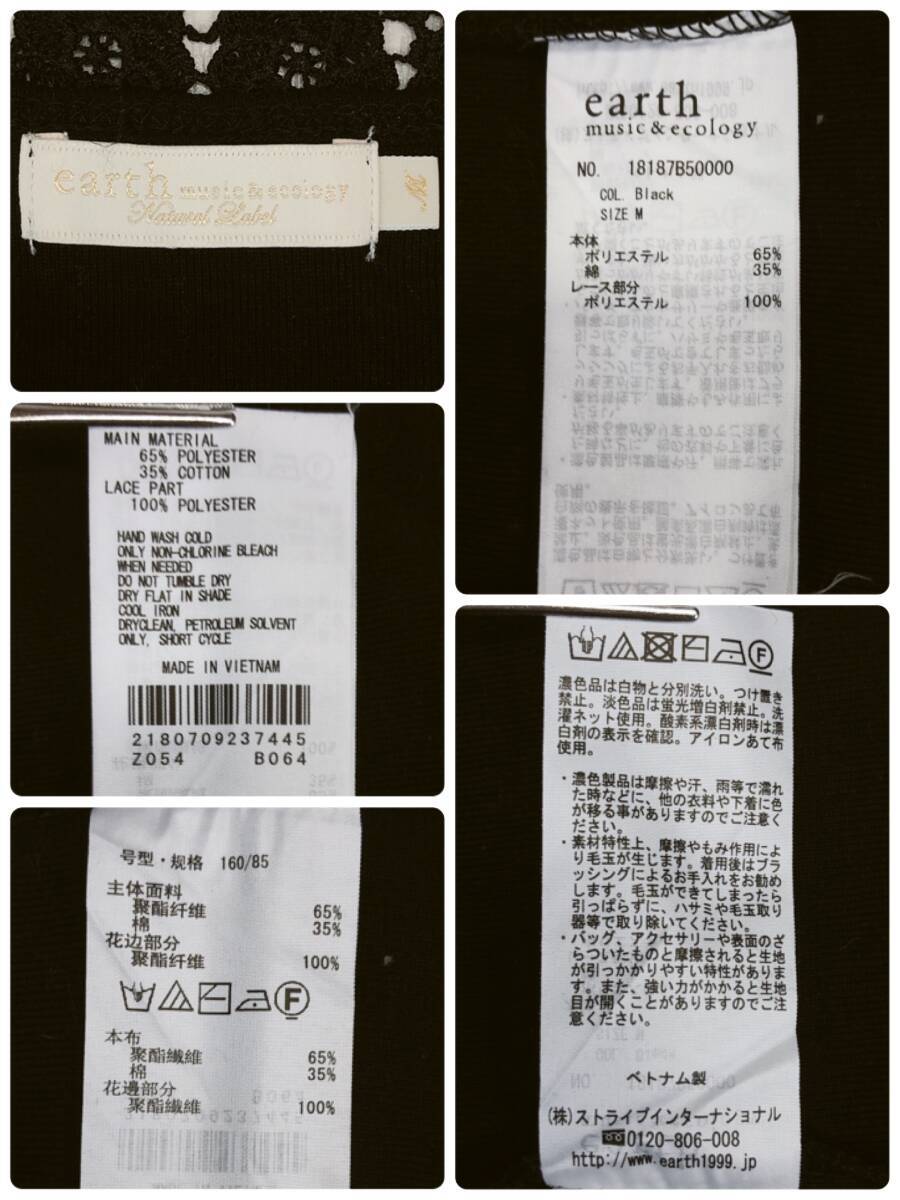 earth music&ecology
Natural Label
M
earth
music&ecology
NO. 18187B50000
COL. Black
SIZE M
本体
ポリエステル 65%
綿 35%
レース部分
ポリエステル 100%
MAIN MATERIAL
65% POLYESTER
35% COTTON
LACE PART
100% POLYESTER
HAND WASH COLD
ONLY NON-CHLORINE BLEACH
WHEN NEEDED
DO NOT TUMBLE DRY
DRY FLAT IN SHADE
COOL IRON
DRYCLEAN, PETROLEUM SOLVENT
ONLY, SHORT CYCLE
MADE IN VIETNAM
2180709237445
Z054 B064
濃色品は白物と分別洗い。つけ置き
禁止。淡色品は蛍光増白剤禁止。洗
濯ネット使用。酸素系漂白剤時は漂
白剤の表示を確認。アイロンあて布
使用。
・濃色製品は摩擦や汗、雨等で濡れ
た時などに、他の衣料や下着に色
が移る事がありますのでご注意く
ださい。
・素材特性上、摩擦やもみ作用によ
り毛玉が生じます。着用後はブラ
ッシングによるお手入れをお勧め
します。毛玉ができてしまったら
引っぱらずに、ハサミや毛玉取り
器等で取り除いてください。
・バッグ、アクセサリーや表面のざ
らついたものと摩擦されると生地
が引っかかりやすい特性がありま
す。また、強い力がかかると生地
目が開くことがありますのでご注
意ください。
ベトナム製
(株)ストライプインターナショナル
0120-806-008
http://www.earth1999.jp
号型・规格 160/85
主体面料
聚酯纤维 65%
棉 35%
花边部分
聚酯纤维 100%
F
本布
聚酯纖維 65%
棉 35%
花邊部分
聚酯纖維 100%